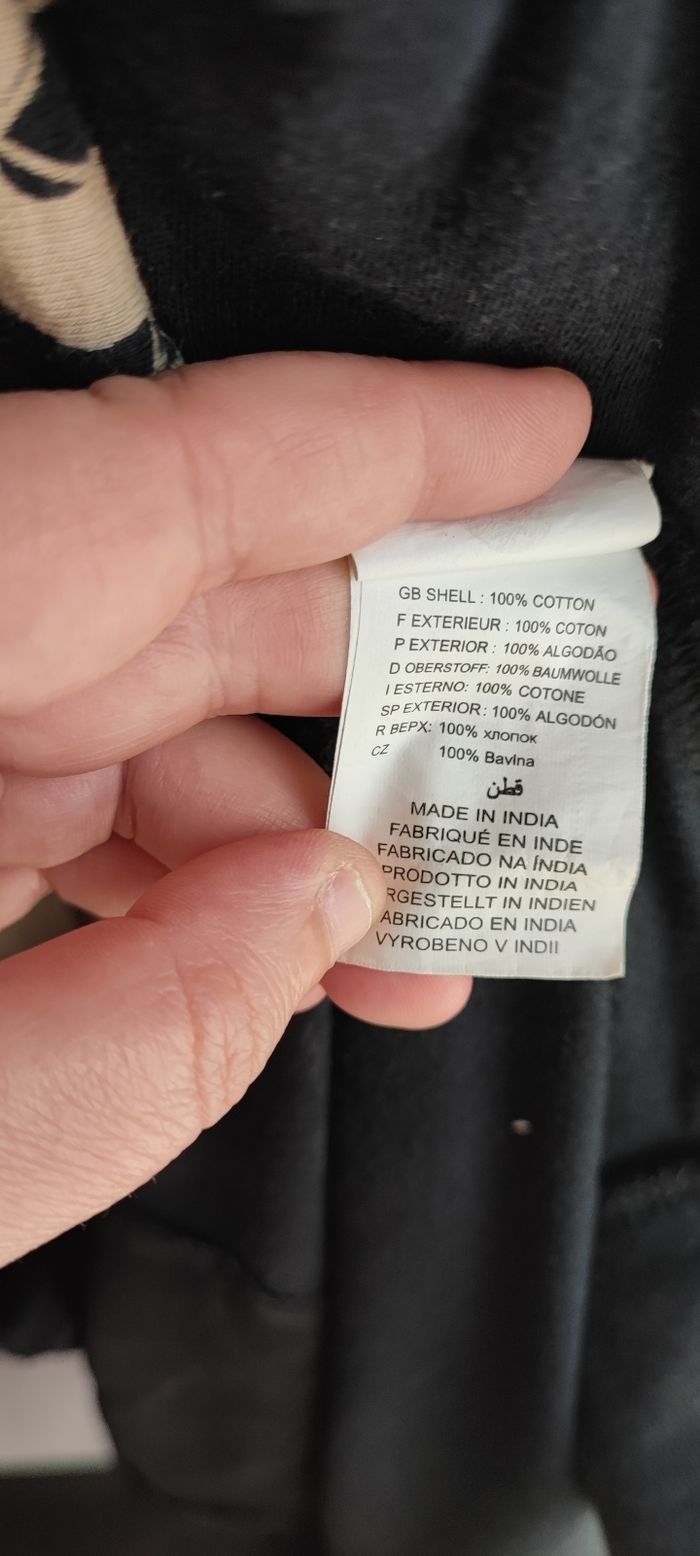 GB SHELL : 100% COTTON
F EXTERIEUR : 100% COTON
P EXTERIOR : 100% ALGODÃO
D OBERSTOFF: 100% BAUMWOLLE
I ESTERNO: 100% COTONE
SP EXTERIOR: 100% ALGODÓN
R ВЕРХ: 100% хлопок
CZ 100% Bavlna
قطن
MADE IN INDIA
FABRIQUÉ EN INDE
FABRICADO NA ÍNDIA
PRODOTTO IN INDIA
RGESTELLT IN INDIEN
ABRICADO EN INDIA
VYROBENO V INDII